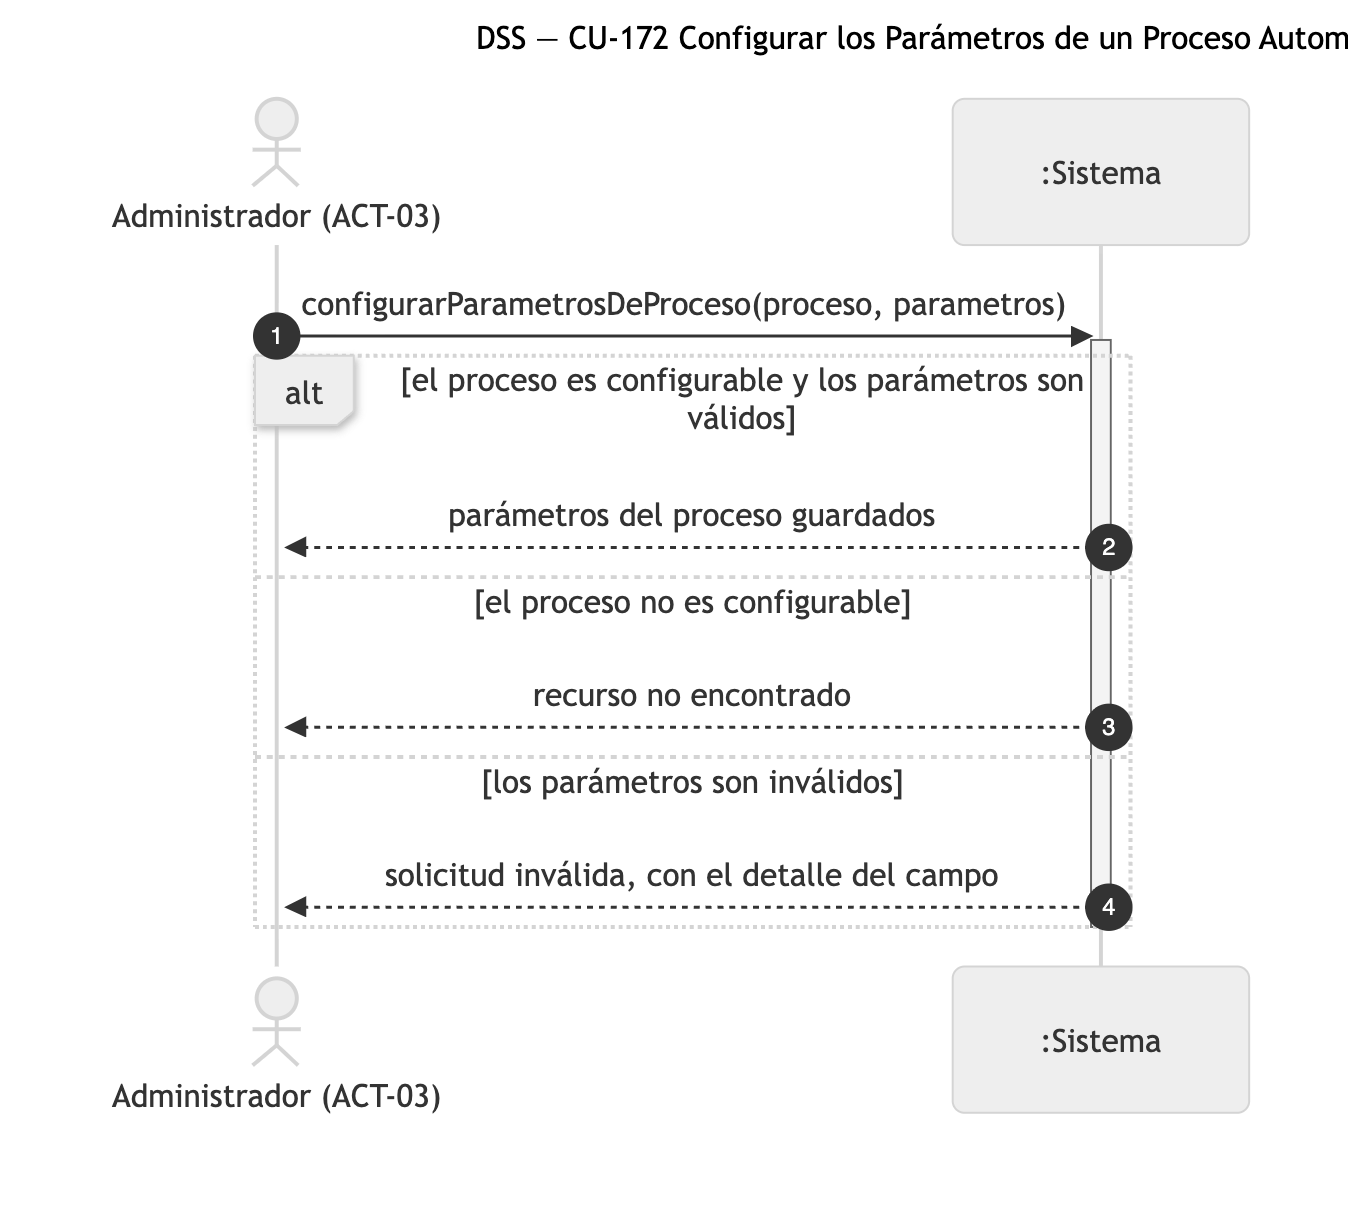 DSS — CU-172 Configurar los Parámetros de un Proceso Autom
Administrador (ACT-03)
:Sistema
configurarParametrosDeProceso(proceso, parametros)
1
alt
[el proceso es configurable y los parámetros son
válidos]
parámetros del proceso guardados
2
[el proceso no es configurable]
recurso no encontrado
3
[los parámetros son inválidos]
solicitud inválida, con el detalle del campo
4
Administrador (ACT-03)
:Sistema